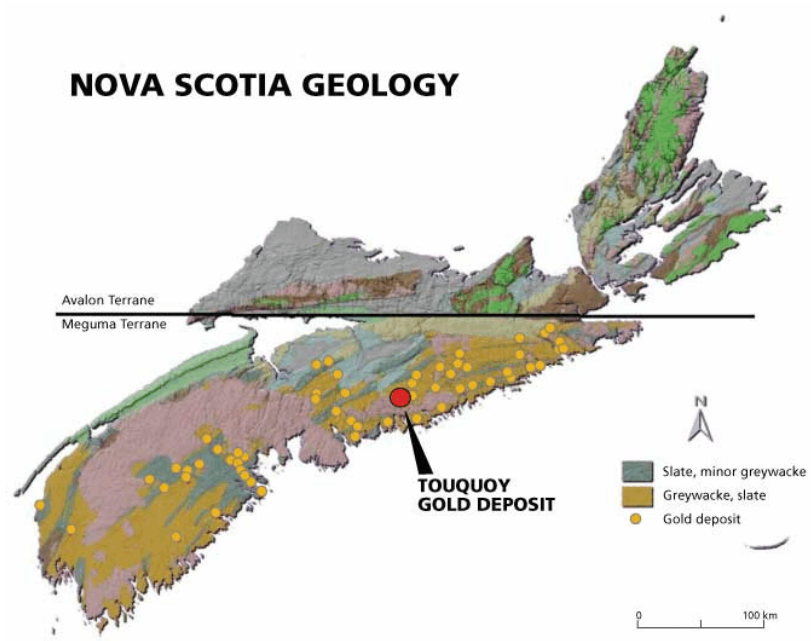 NOVA SCOTIA GEOLOGY
Avalon Terrane
Meguma Terrane
N
TOUQUOY
GOLD DEPOSIT
Slate, minor greywacke
Greywacke, slate
Gold deposit
0 100 km